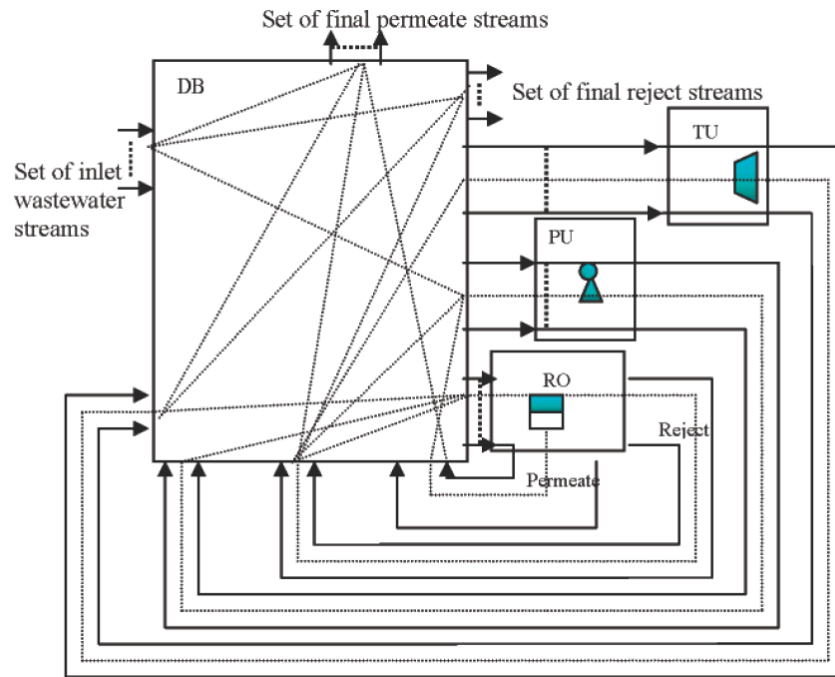 Set of final permeate streams
DB
Set of final reject streams
TU
Set of inlet
wastewater
streams
PU
RO
Reject
Permeate